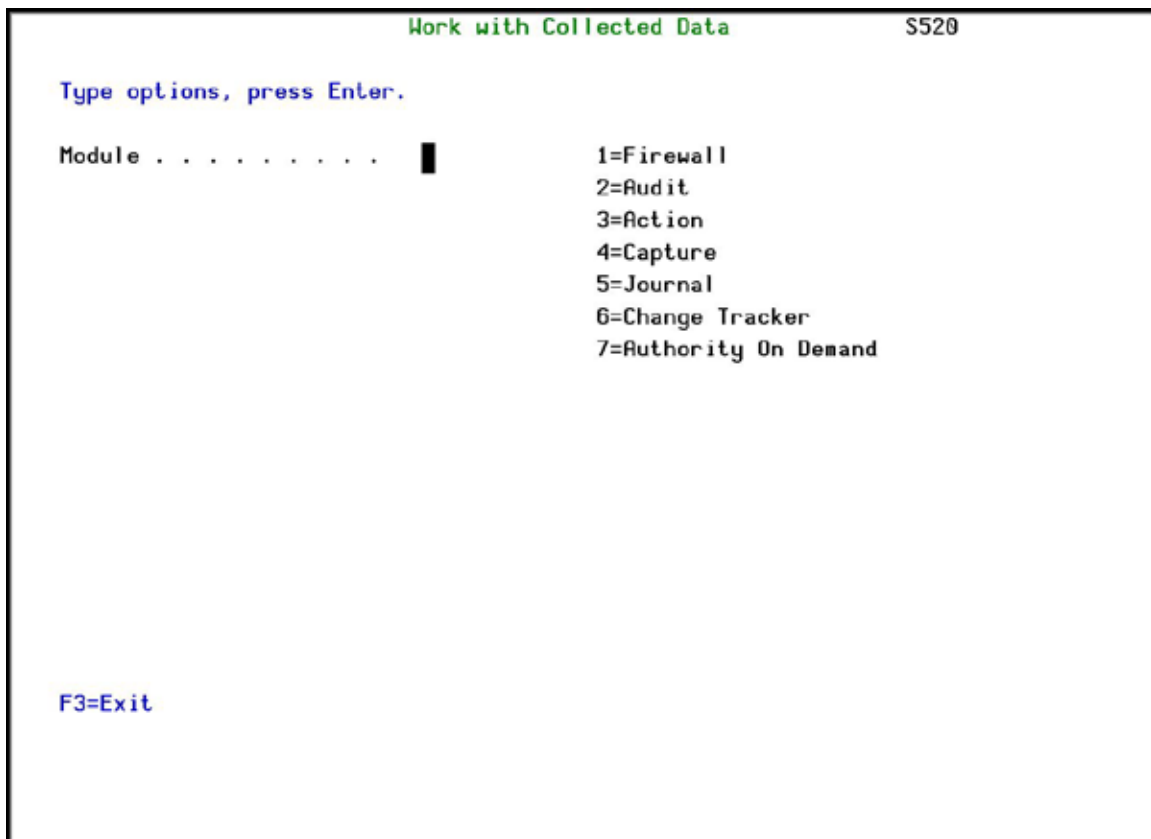 Work with Collected Data S520
Type options, press Enter.
Module . . . . . . . . . 1=Firewall
2=Audit
3=Action
4=Capture
5=Journal
6=Change Tracker
7=Authority On Demand
F3=Exit